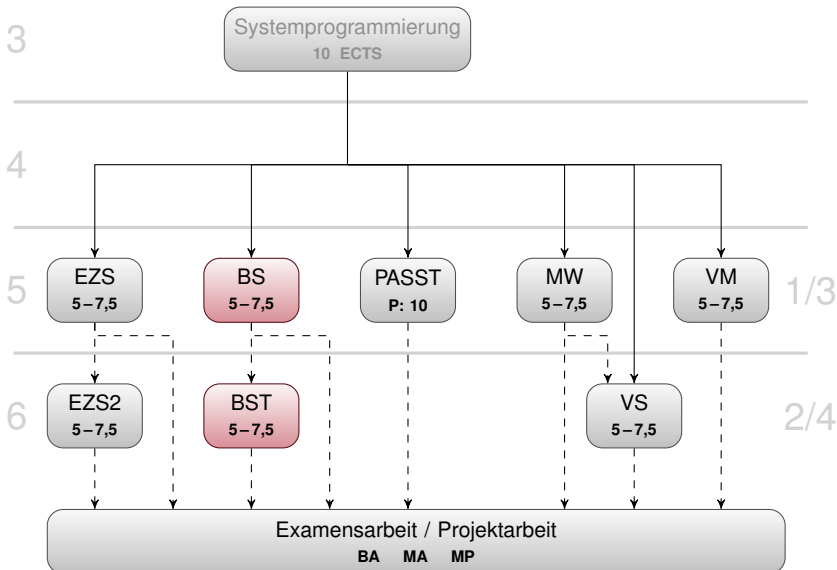 3
Systemprogrammierung
10 ECTS
4
5
EZS
5–7,5
BS
5–7,5
PASST
P: 10
MW
5–7,5
VM
5–7,5
1/3
6
EZS2
5–7,5
BST
5–7,5
VS
5–7,5
2/4
Examensarbeit / Projektarbeit
BA MA MP